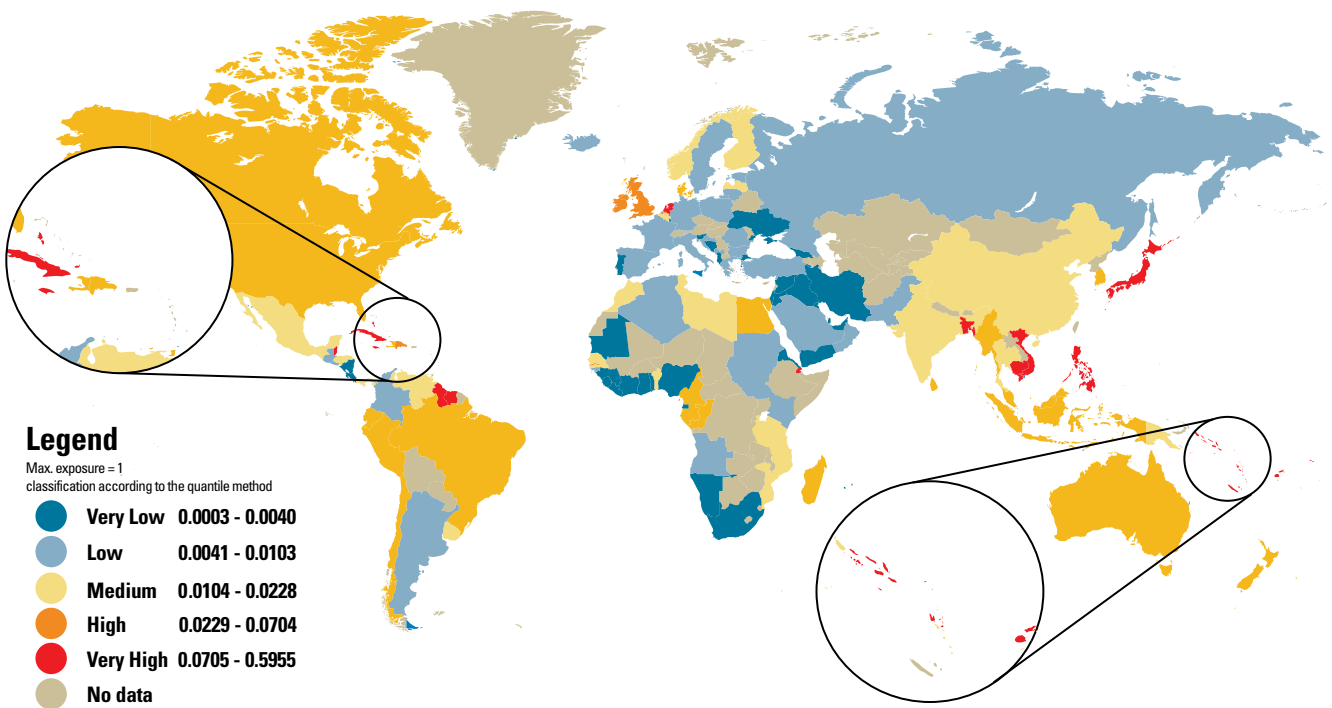 Legend
Max. exposure = 1
classification according to the quantile method
Very Low 0.0003 - 0.0040
Low 0.0041 - 0.0103
Medium 0.0104 - 0.0228
High 0.0229 - 0.0704
Very High 0.0705 - 0.5955
No data